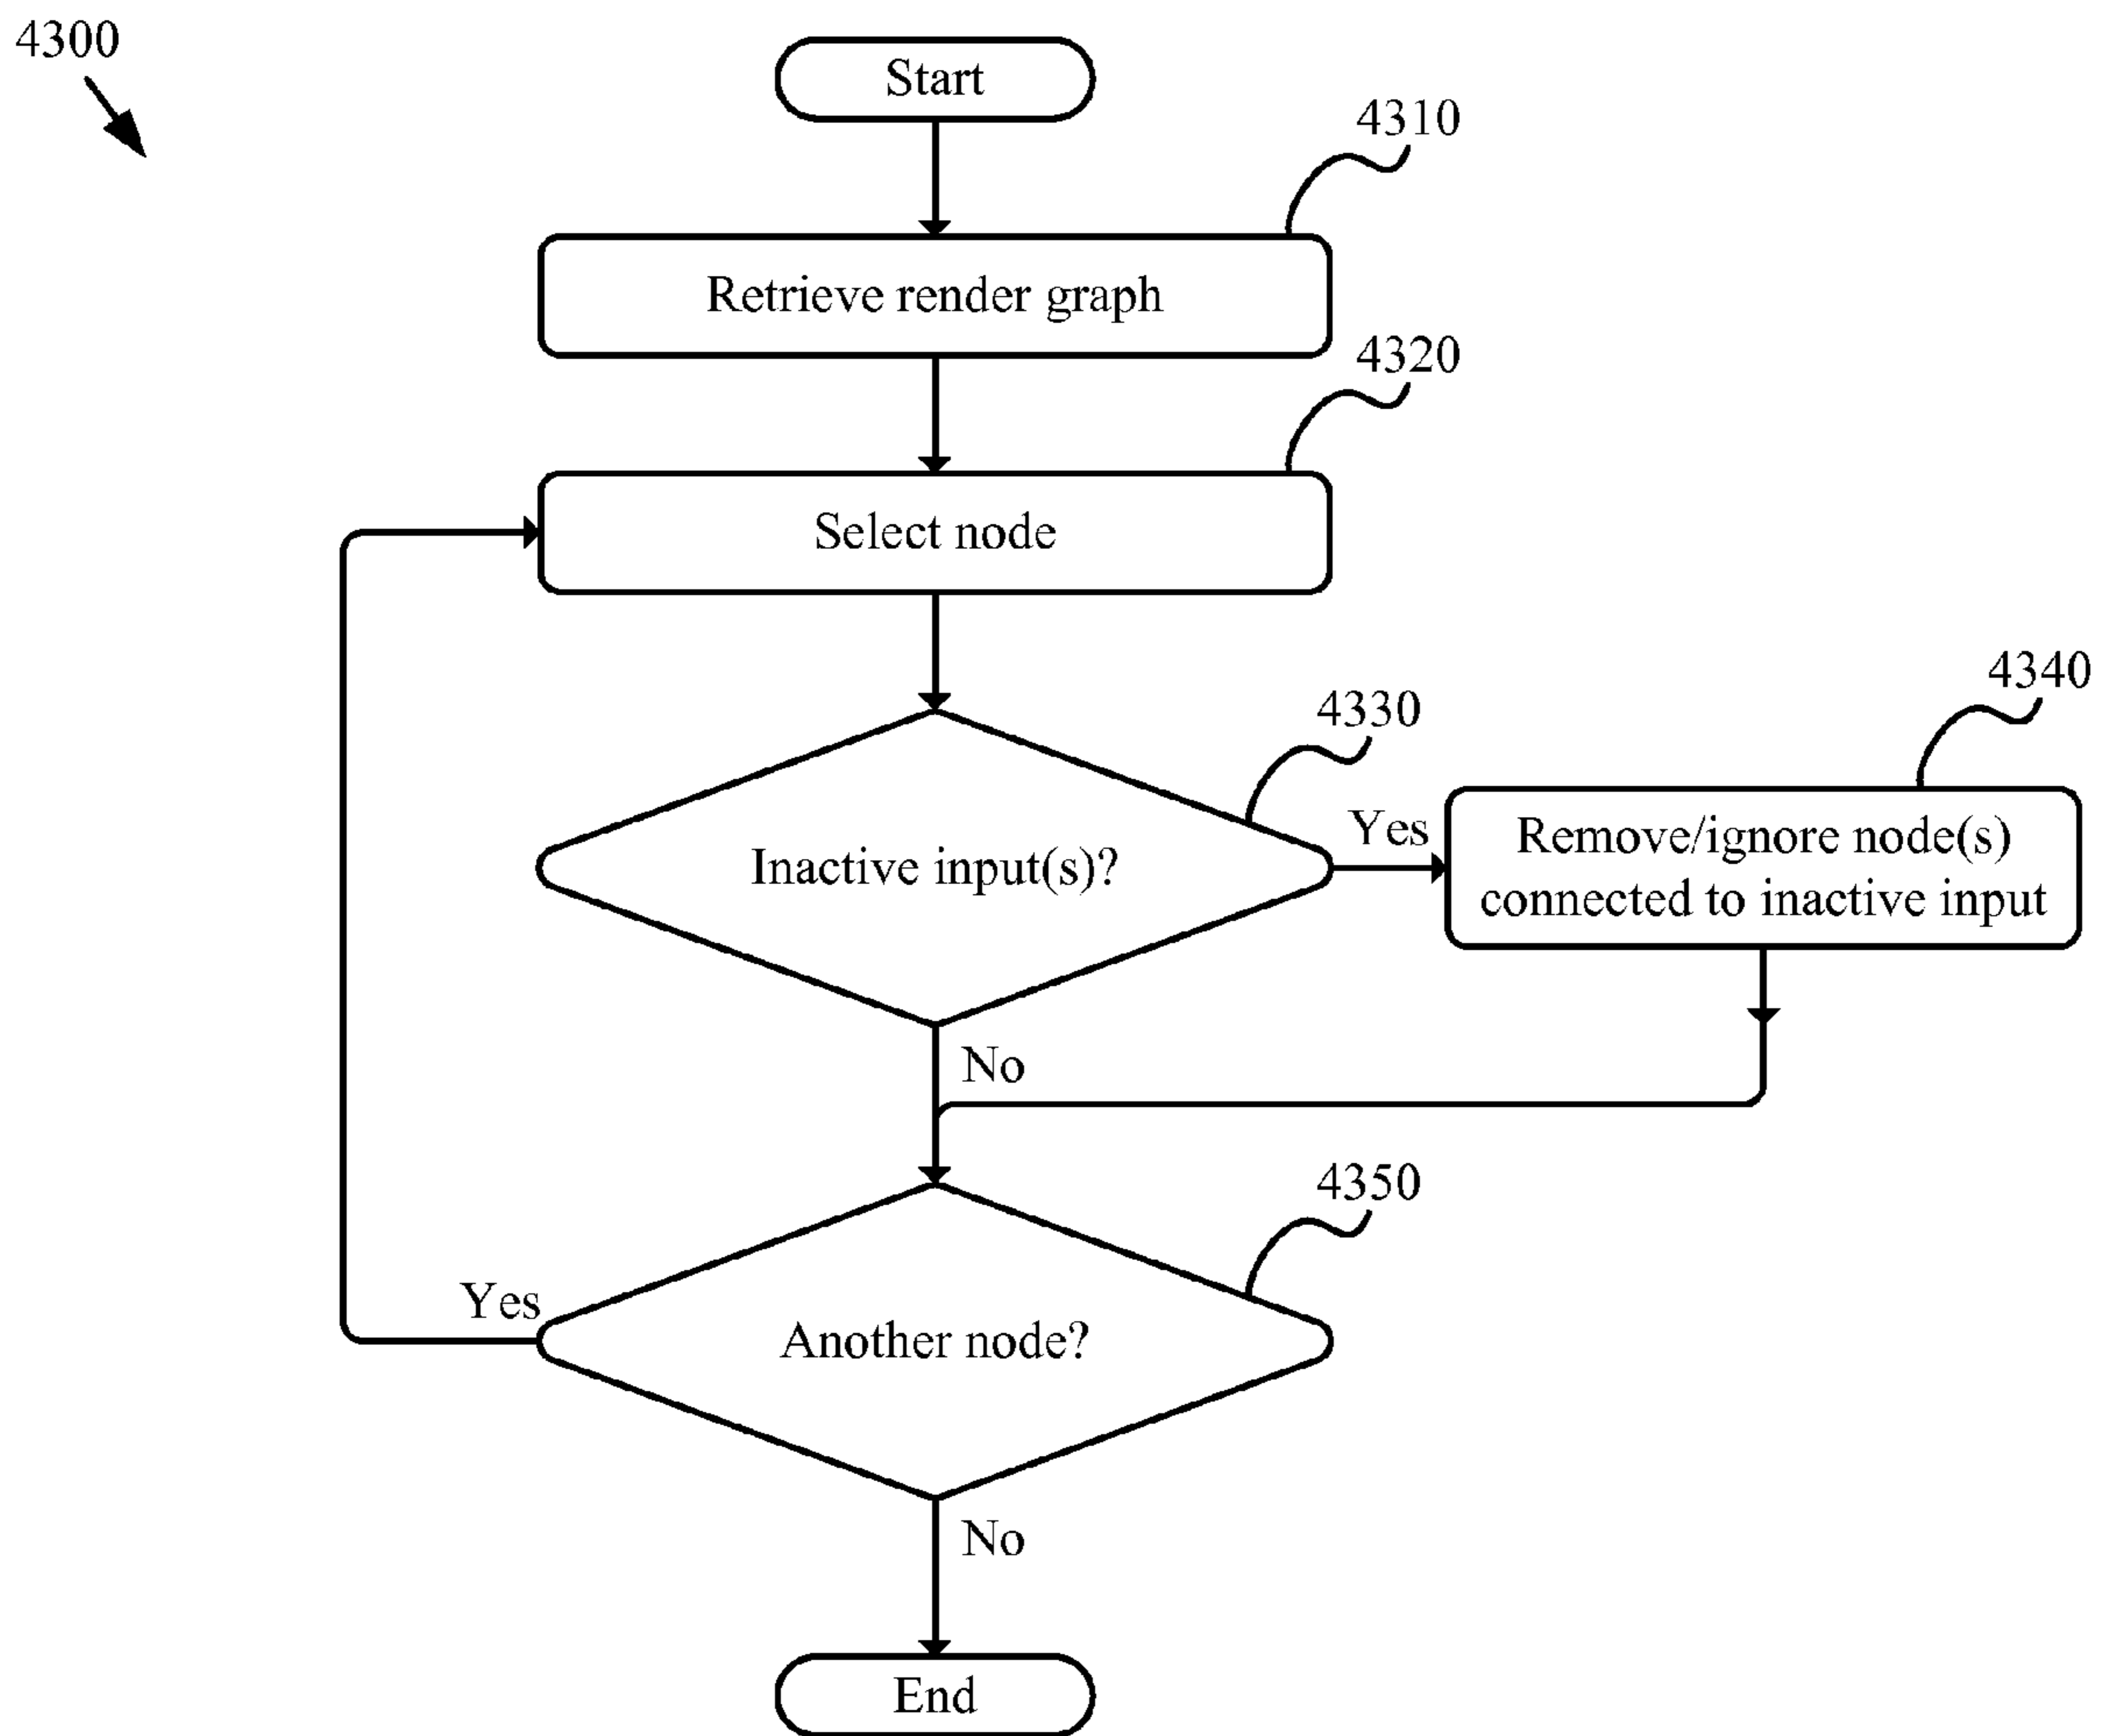 4300
Start
4310
Retrieve render graph
4320
Select node
4330
Inactive input(s)?
Yes
4340
Remove/ignore node(s)
connected to inactive input
No
4350
Another node?
Yes
No
End